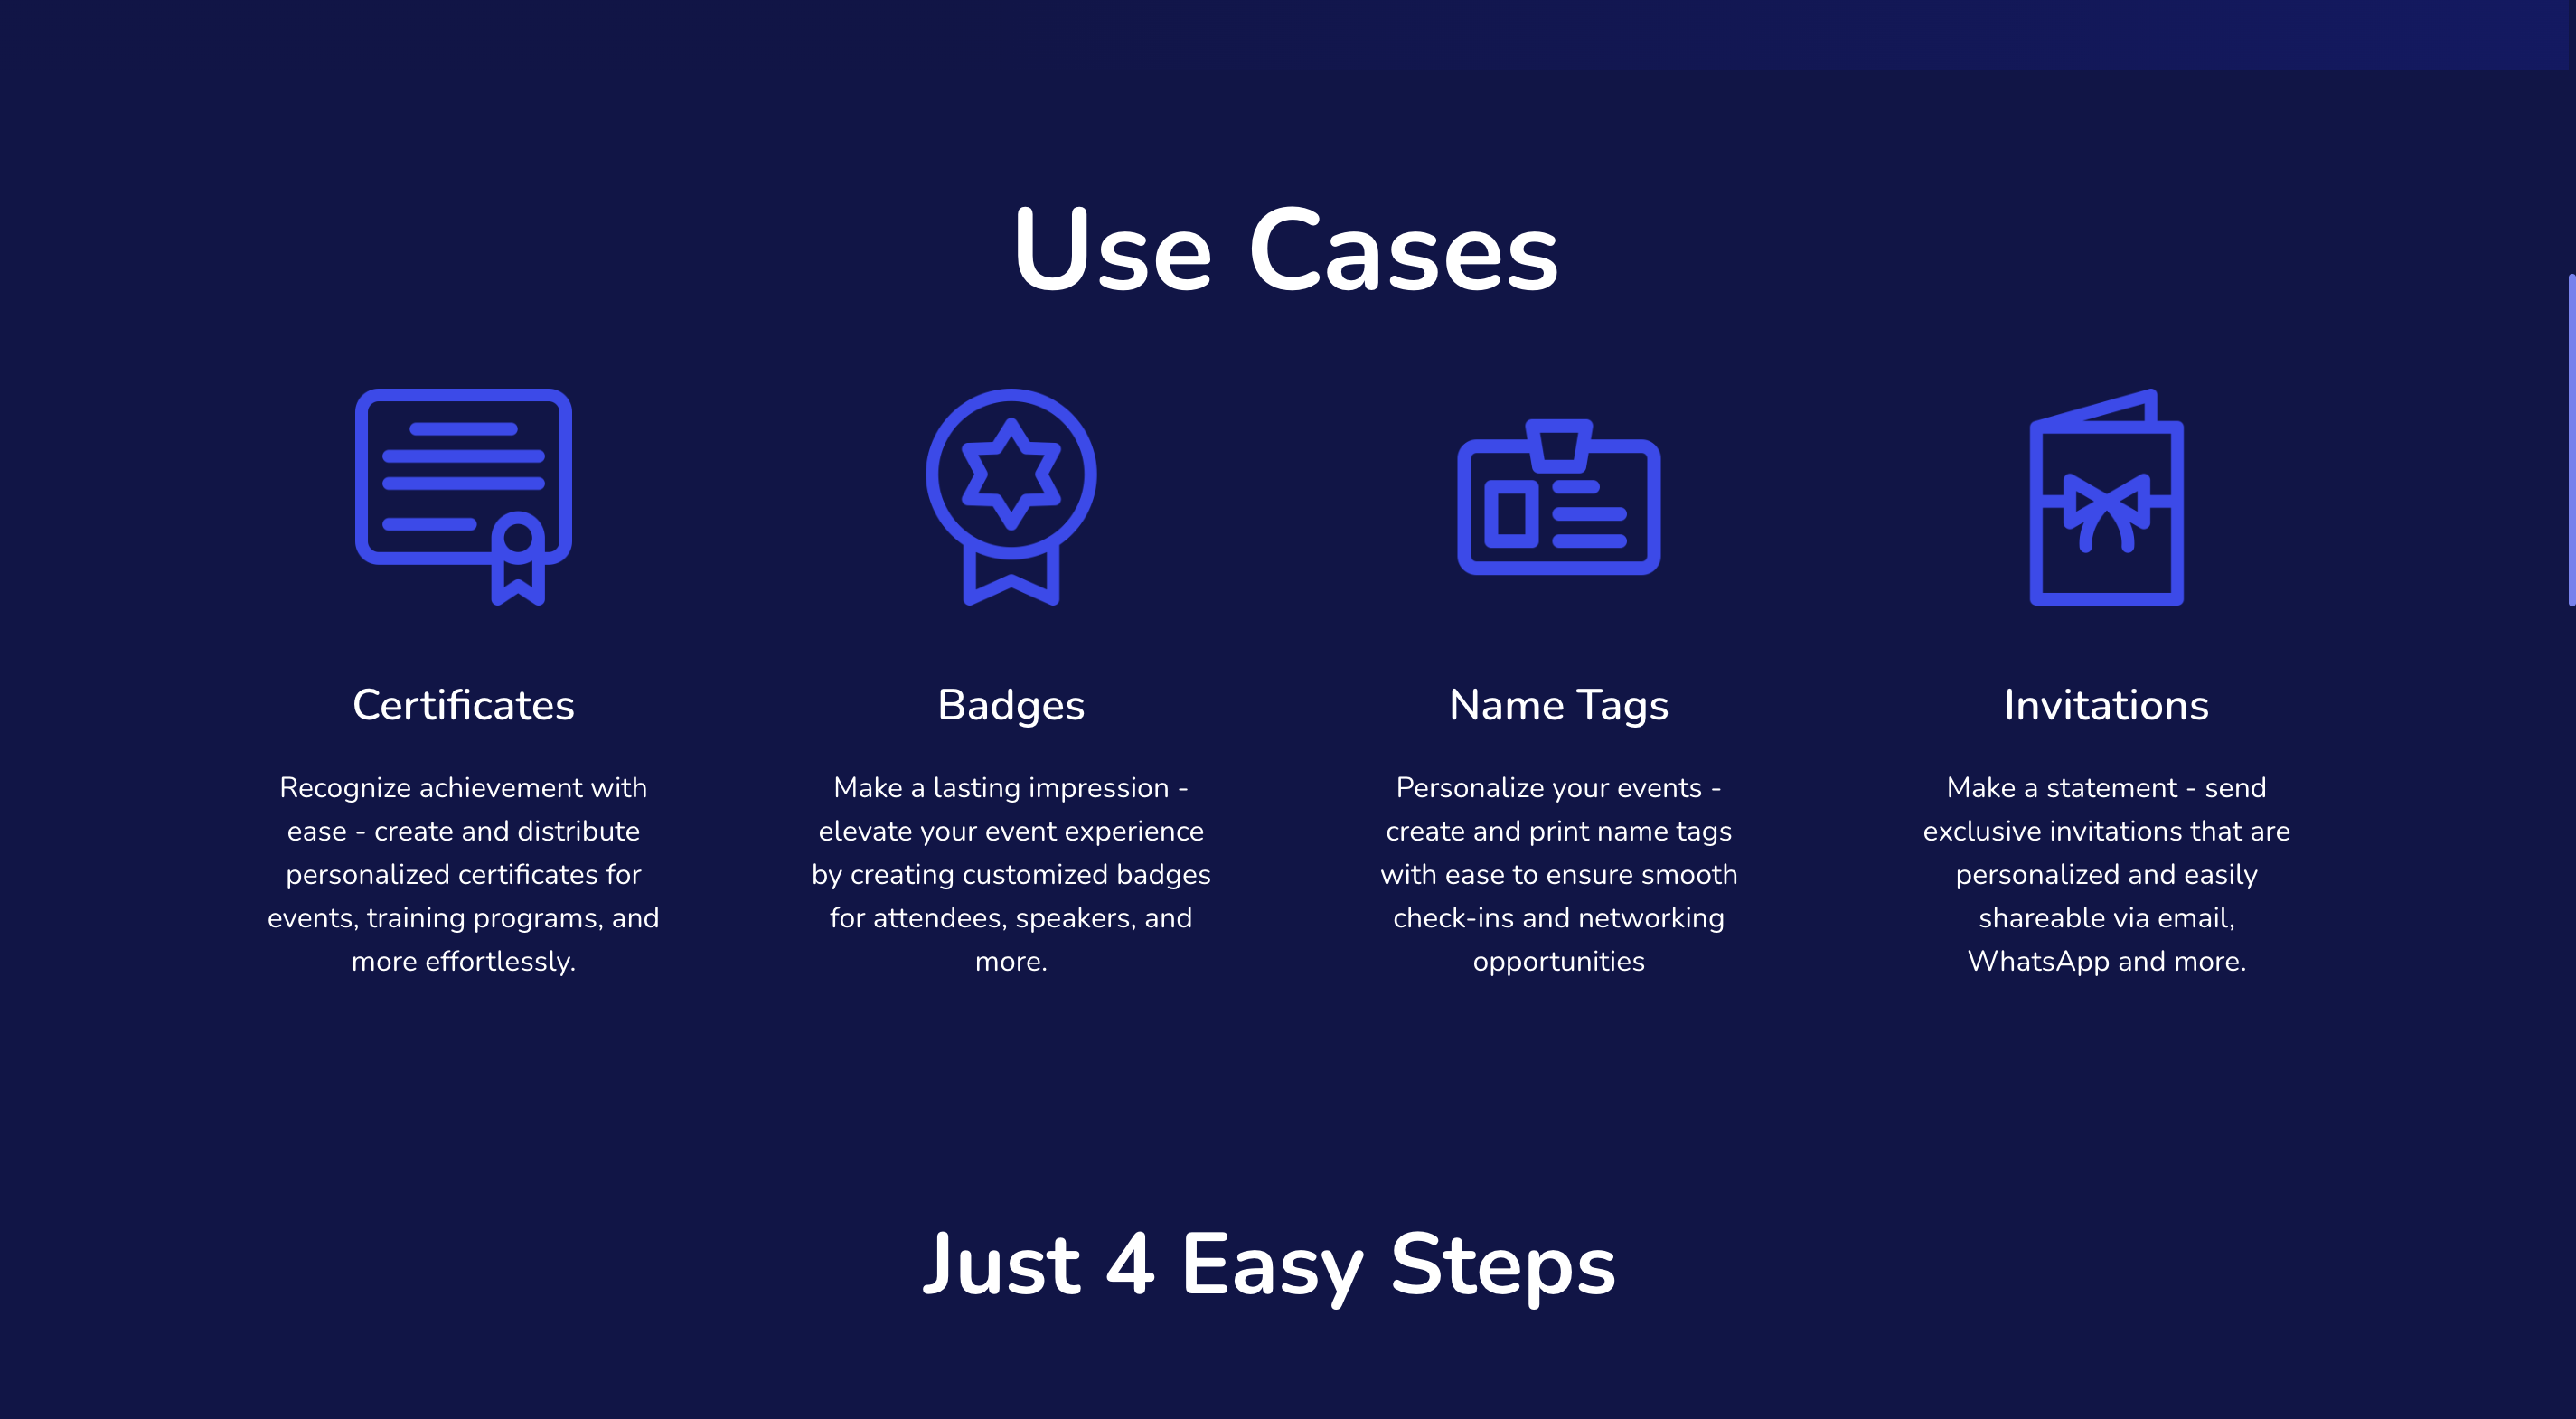 Use Cases
Certificates
Recognize achievement with
ease - create and distribute
personalized certificates for
events, training programs, and
more effortlessly.
Badges
Make a lasting impression -
elevate your event experience
by creating customized badges
for attendees, speakers, and
more.
Name Tags
Personalize your events -
create and print name tags
with ease to ensure smooth
check-ins and networking
opportunities
Invitations
Make a statement - send
exclusive invitations that are
personalized and easily
shareable via email,
WhatsApp and more.
Just 4 Easy Steps